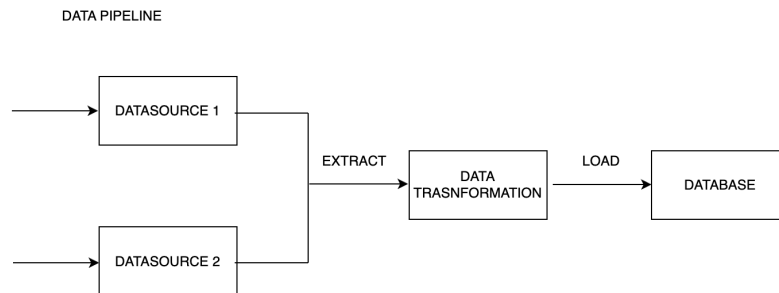 DATA PIPELINE
DATASOURCE 1
EXTRACT
LOAD
DATA
TRASNFORMATION
DATABASE
DATASOURCE 2